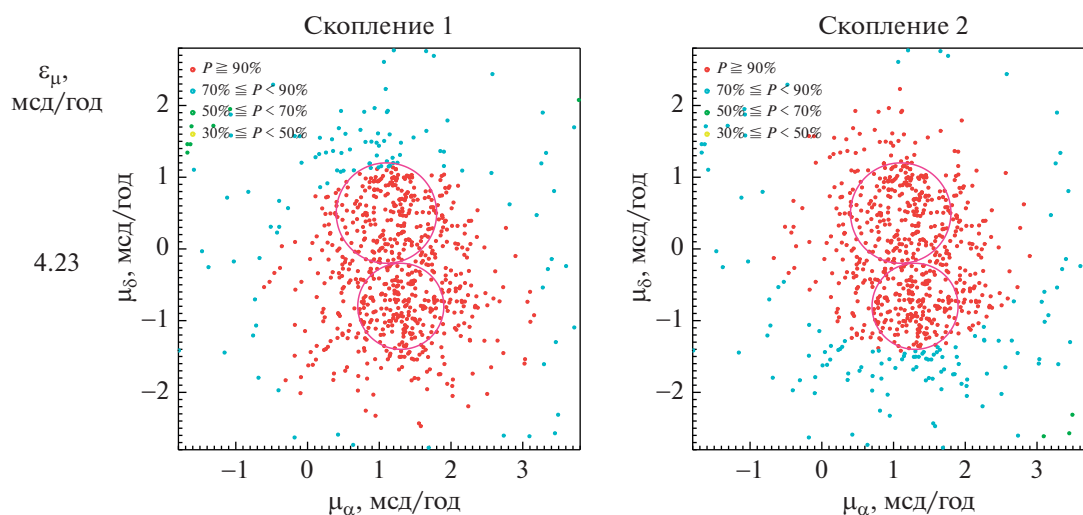 Скопление 1
Скопление 2
εμ,
мсд/год
4.23
P ≧ 90%
70% ≦ P < 90%
50% ≦ P < 70%
30% ≦ P < 50%
μδ, мсд/год
2
1
0
−1
−2
−1 0 1 2 3
μα, мсд/год
P ≧ 90%
70% ≦ P < 90%
50% ≦ P < 70%
30% ≦ P < 50%
μδ, мсд/год
2
1
0
−1
−2
−1 0 1 2 3
μα, мсд/год